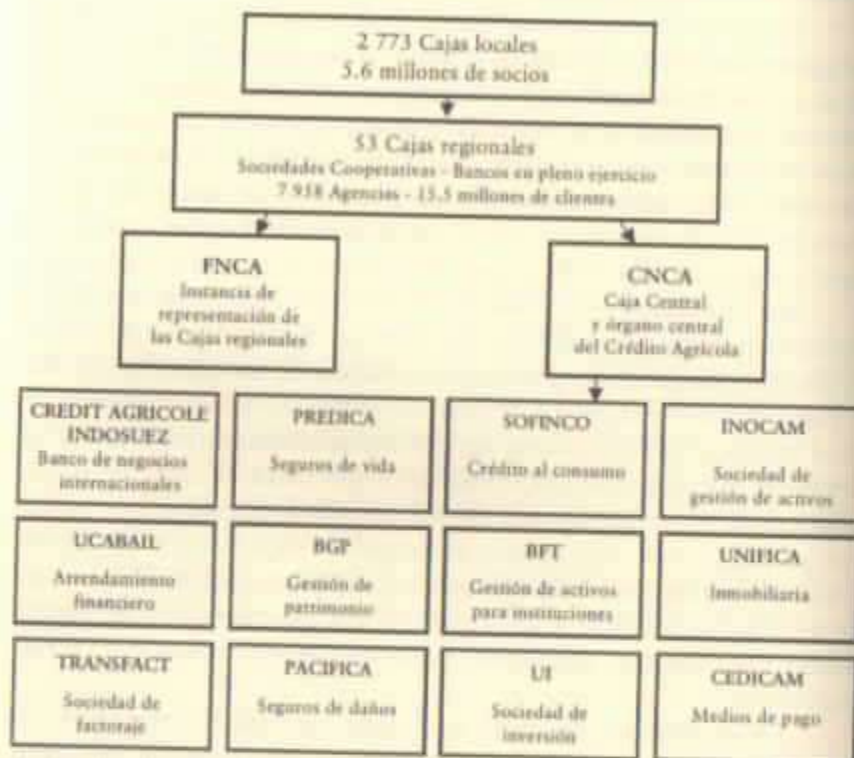 2 773 Cajas locales
5.6 millones de socios
53 Cajas regionales
Sociedades Cooperativas - Bancos en pleno ejercicio
7 958 Agencias - 15.5 millones de clientes
FNCA
Instancia de
representación de
las Cajas regionales
CNCA
Caja Central
y órgano central
del Crédito Agrícola
CREDIT AGRICOLE
INDOSUEZ
Banco de negocios
internacionales
PREDICA
Seguros de vida
SOFINCO
Crédito al consumo
INOCAM
Sociedad de
gestión de activos
UCABAIL
Arrendamiento
financiero
BGP
Gestión de
patrimonio
BFT
Gestión de activos
para instituciones
UNIFICA
Inmobiliaria
TRANSFACT
Sociedad de
factoraje
PACIFICA
Seguros de daños
UI
Sociedad de
inversión
CEDICAM
Medios de pago